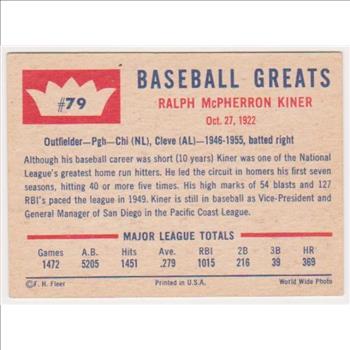 #79
BASEBALL GREATS
RALPH McPHERRON KINER
Oct. 27, 1922
Outfielder—Pgh—Chi (NL), Cleve (AL)—1946-1955, batted right
Although his baseball career was short (10 years) Kiner was one of the National
League's greatest home run hitters. He led the circuit in homers his first seven
seasons, hitting 40 or more five times. His high marks of 54 blasts and 127
RBI's paced the league in 1949. Kiner is still in baseball as Vice-President and
General Manager of San Diego in the Pacific Coast League.
MAJOR LEAGUE TOTALS
Games A.B. Hits Avg. RBI 2B 3B HR
1472 5205 1451 .279 1015 216 39 369
©F. H. Fleer Printed in U.S.A. World Wide Photo